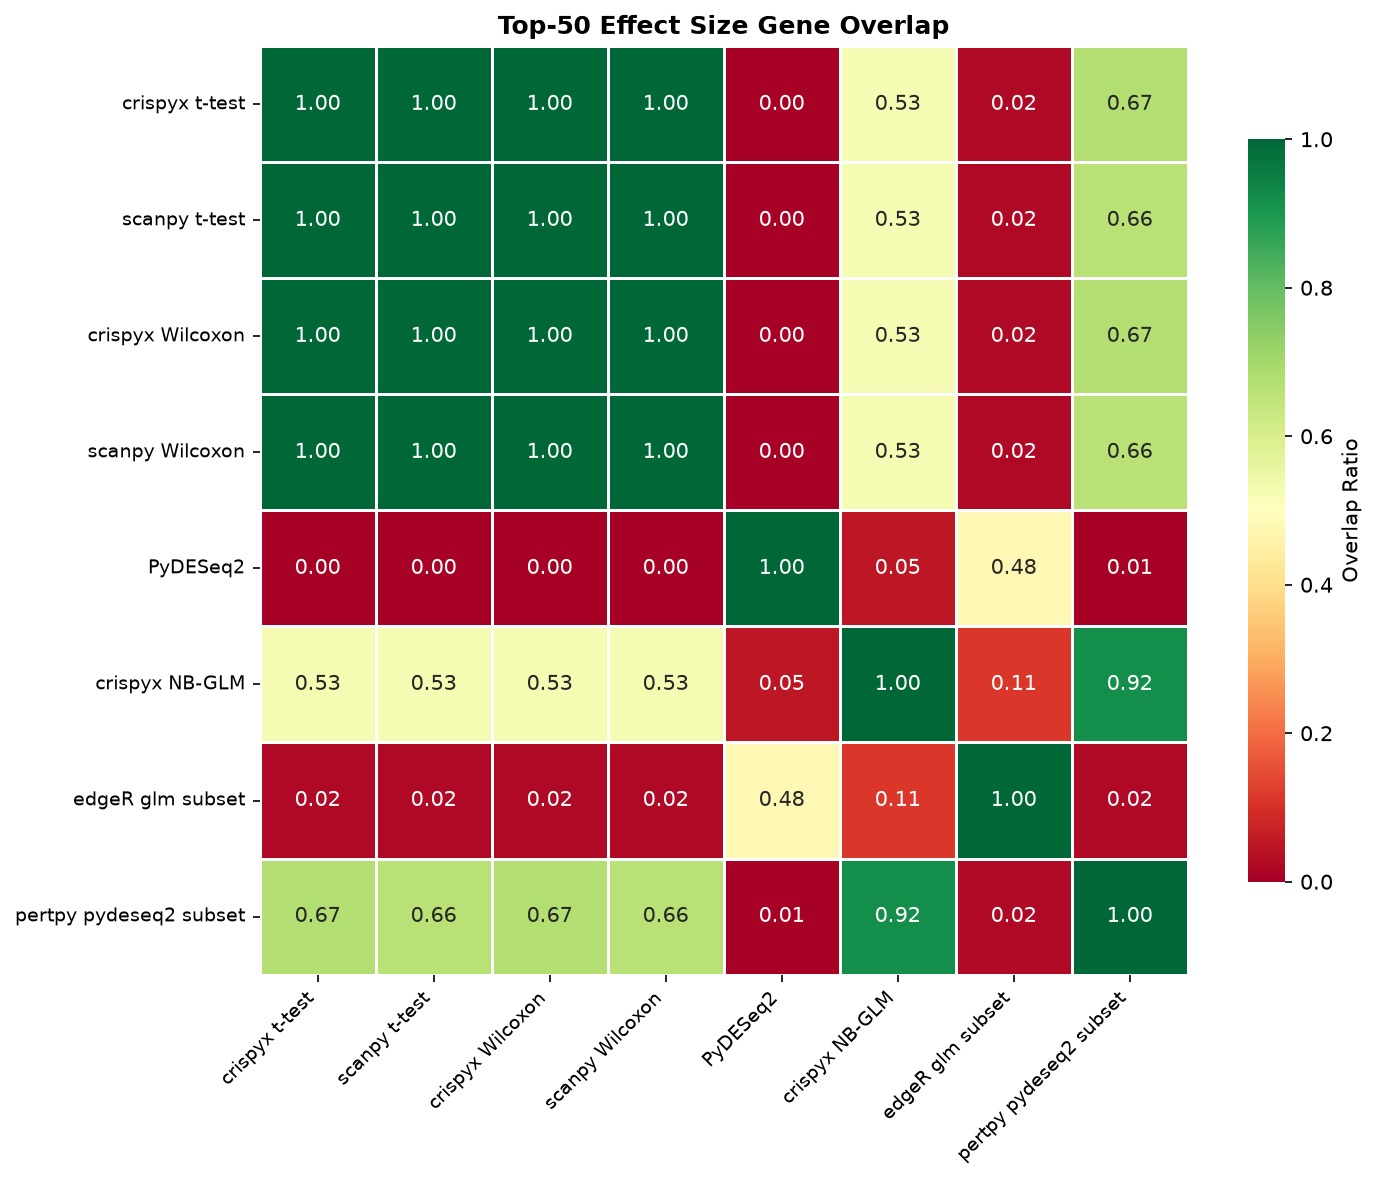 Top-50 Effect Size Gene Overlap
crispyx t-test 1.00 1.00 1.00 1.00 0.00 0.53 0.02 0.67
scanpy t-test 1.00 1.00 1.00 1.00 0.00 0.53 0.02 0.66
crispyx Wilcoxon 1.00 1.00 1.00 1.00 0.00 0.53 0.02 0.67
scanpy Wilcoxon 1.00 1.00 1.00 1.00 0.00 0.53 0.02 0.66
PyDESeq2 0.00 0.00 0.00 0.00 1.00 0.05 0.48 0.01
crispyx NB-GLM 0.53 0.53 0.53 0.53 0.05 1.00 0.11 0.92
edgeR glm subset 0.02 0.02 0.02 0.02 0.48 0.11 1.00 0.02
pertpy pydeseq2 subset 0.67 0.66 0.67 0.66 0.01 0.92 0.02 1.00
crispyx t-test
scanpy t-test
crispyx Wilcoxon
scanpy Wilcoxon
PyDESeq2
crispyx NB-GLM
edgeR glm subset
pertpy pydeseq2 subset
1.0
0.8
0.6
0.4
0.2
0.0
Overlap Ratio